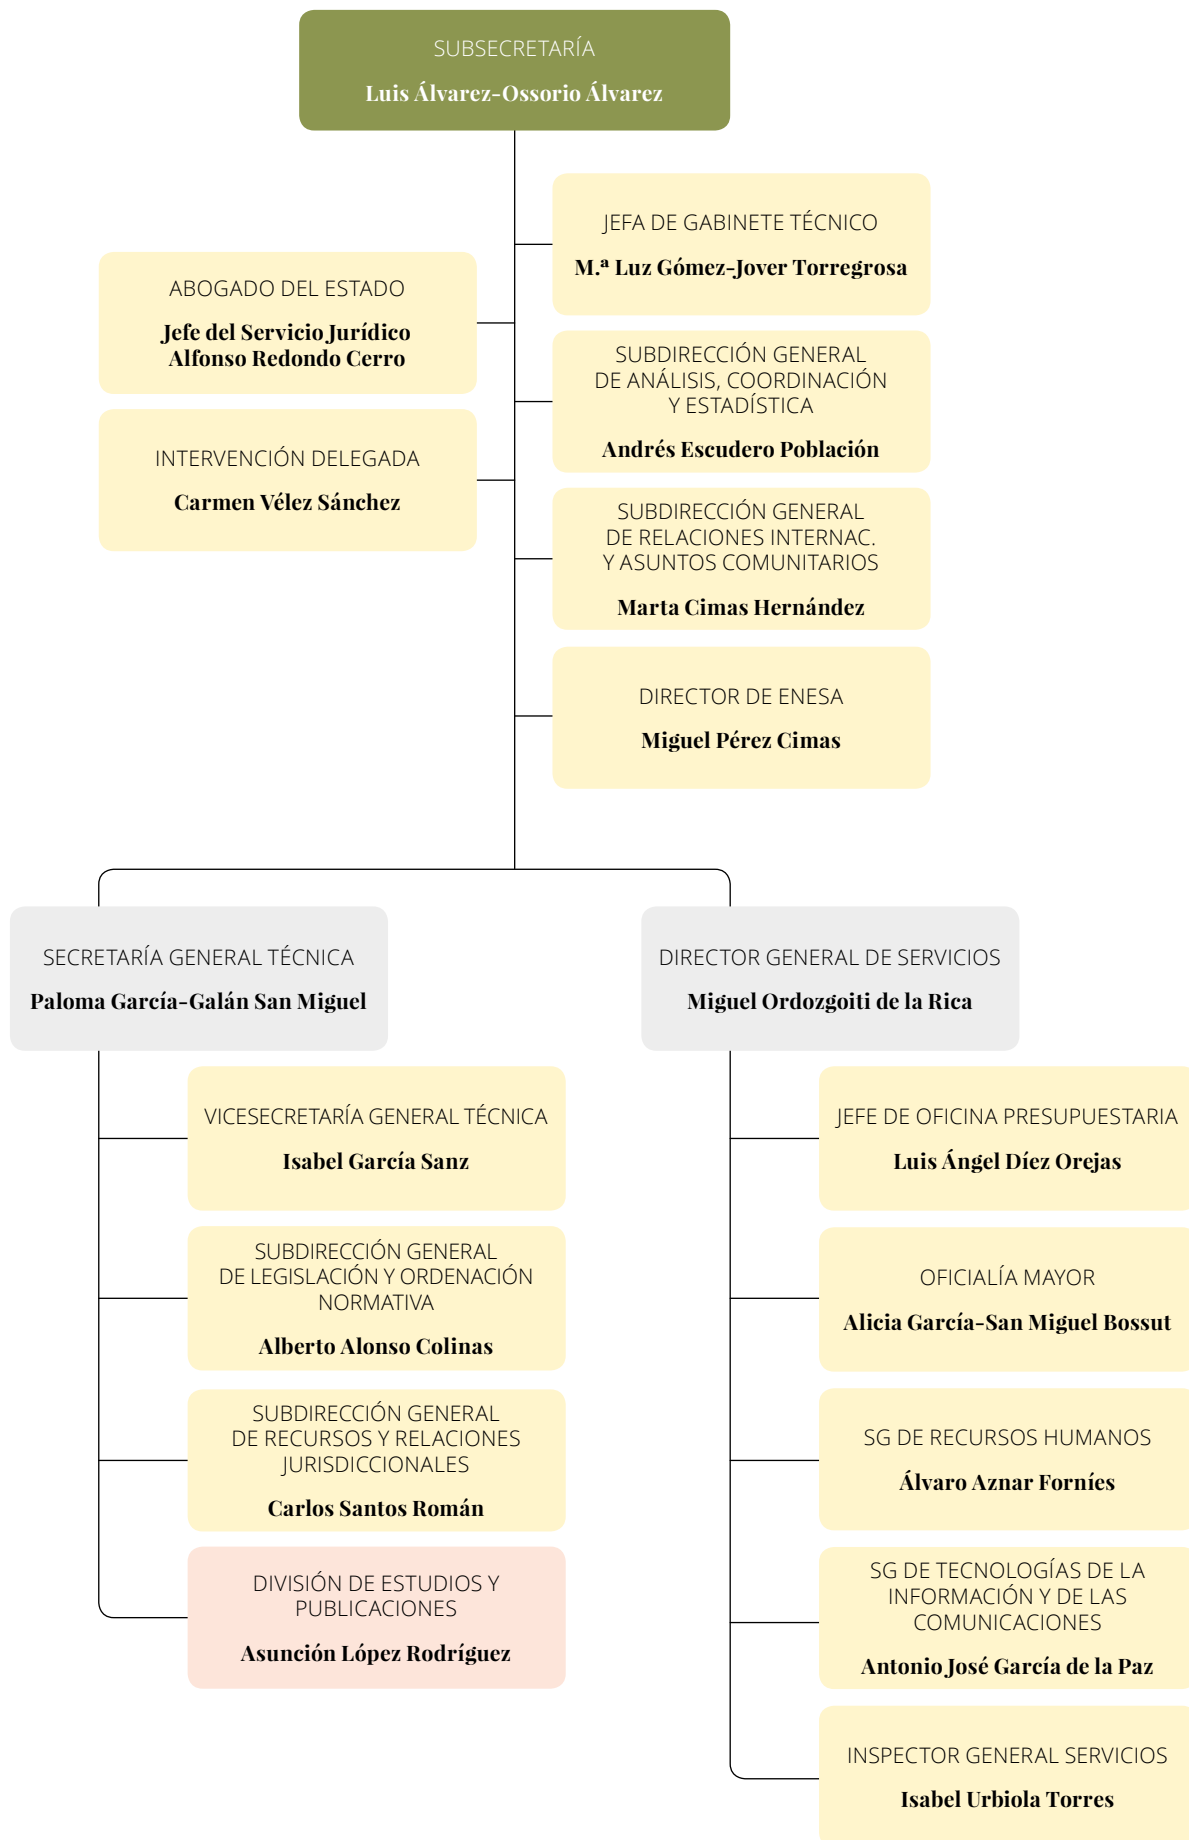 SUBSECRETARÍA
Luis Álvarez-Ossorio Álvarez
JEFA DE GABINETE TÉCNICO
M.ª Luz Gómez-Jover Torregrosa
ABOGADO DEL ESTADO
Jefe del Servicio Jurídico
Alfonso Redondo Cerro
SUBDIRECCIÓN GENERAL
DE ANÁLISIS, COORDINACIÓN
Y ESTADÍSTICA
Andrés Escudero Población
INTERVENCIÓN DELEGADA
Carmen Vélez Sánchez
SUBDIRECCIÓN GENERAL
DE RELACIONES INTERNAC.
Y ASUNTOS COMUNITARIOS
Marta Cimas Hernández
DIRECTOR DE ENESA
Miguel Pérez Cimas
SECRETARÍA GENERAL TÉCNICA
Paloma García-Galán San Miguel
VICESECRETARÍA GENERAL TÉCNICA
Isabel García Sanz
SUBDIRECCIÓN GENERAL
DE LEGISLACIÓN Y ORDENACIÓN
NORMATIVA
Alberto Alonso Colinas
SUBDIRECCIÓN GENERAL
DE RECURSOS Y RELACIONES
JURISDICCIONALES
Carlos Santos Román
DIVISIÓN DE ESTUDIOS Y
PUBLICACIONES
Asunción López Rodríguez
DIRECTOR GENERAL DE SERVICIOS
Miguel Ordozgoiti de la Rica
JEFE DE OFICINA PRESUPUESTARIA
Luis Ángel Díez Orejas
OFICIALÍA MAYOR
Alicia García-San Miguel Bossut
SG DE RECURSOS HUMANOS
Álvaro Aznar Forníes
SG DE TECNOLOGÍAS DE LA
INFORMACIÓN Y DE LAS
COMUNICACIONES
Antonio José García de la Paz
INSPECTOR GENERAL SERVICIOS
Isabel Urbiola Torres